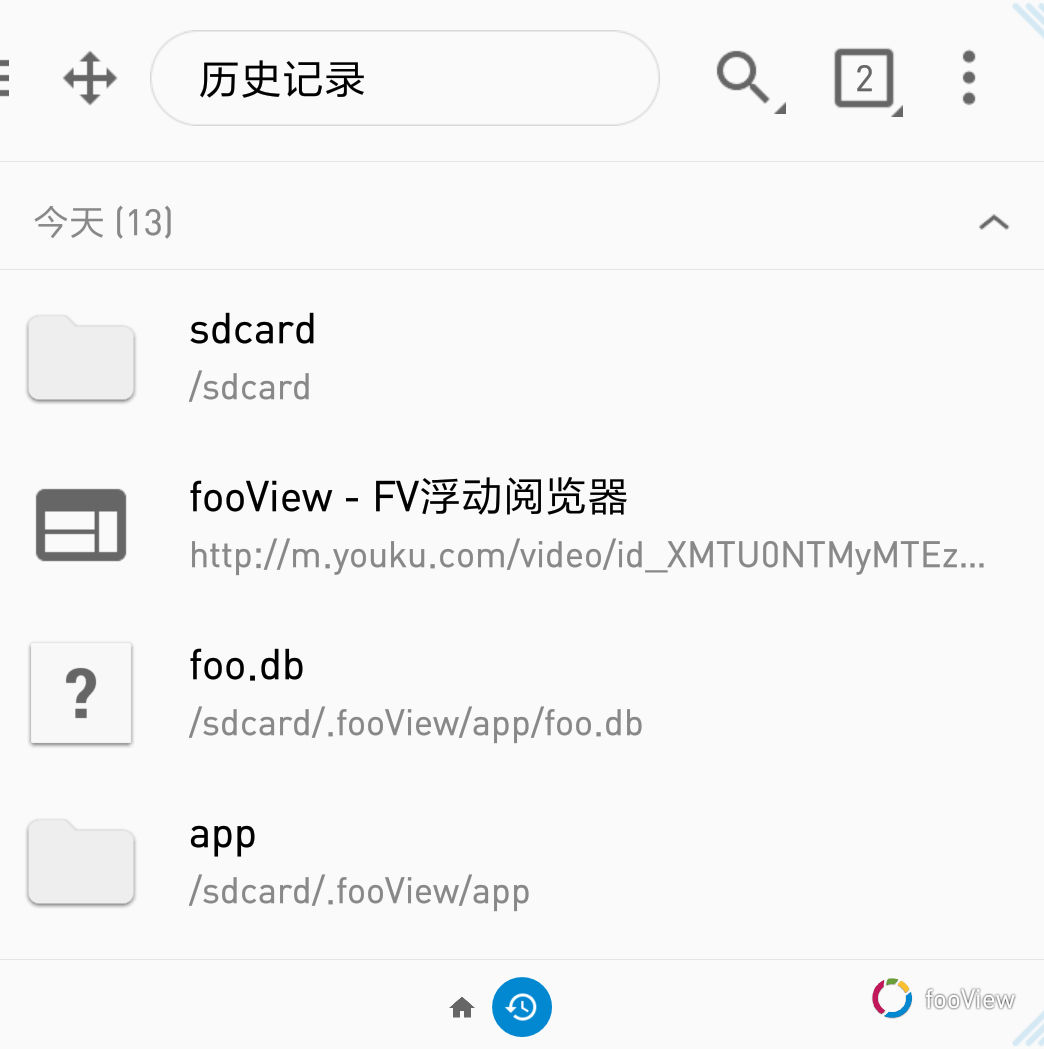 历史记录
2
今天 (13)
sdcard
/sdcard
fooView - FV浮动阅览器
http://m.youku.com/video/id_XMTU0NTMyMTEz...
?
foo.db
/sdcard/.fooView/app/foo.db
app
/sdcard/.fooView/app
fooView